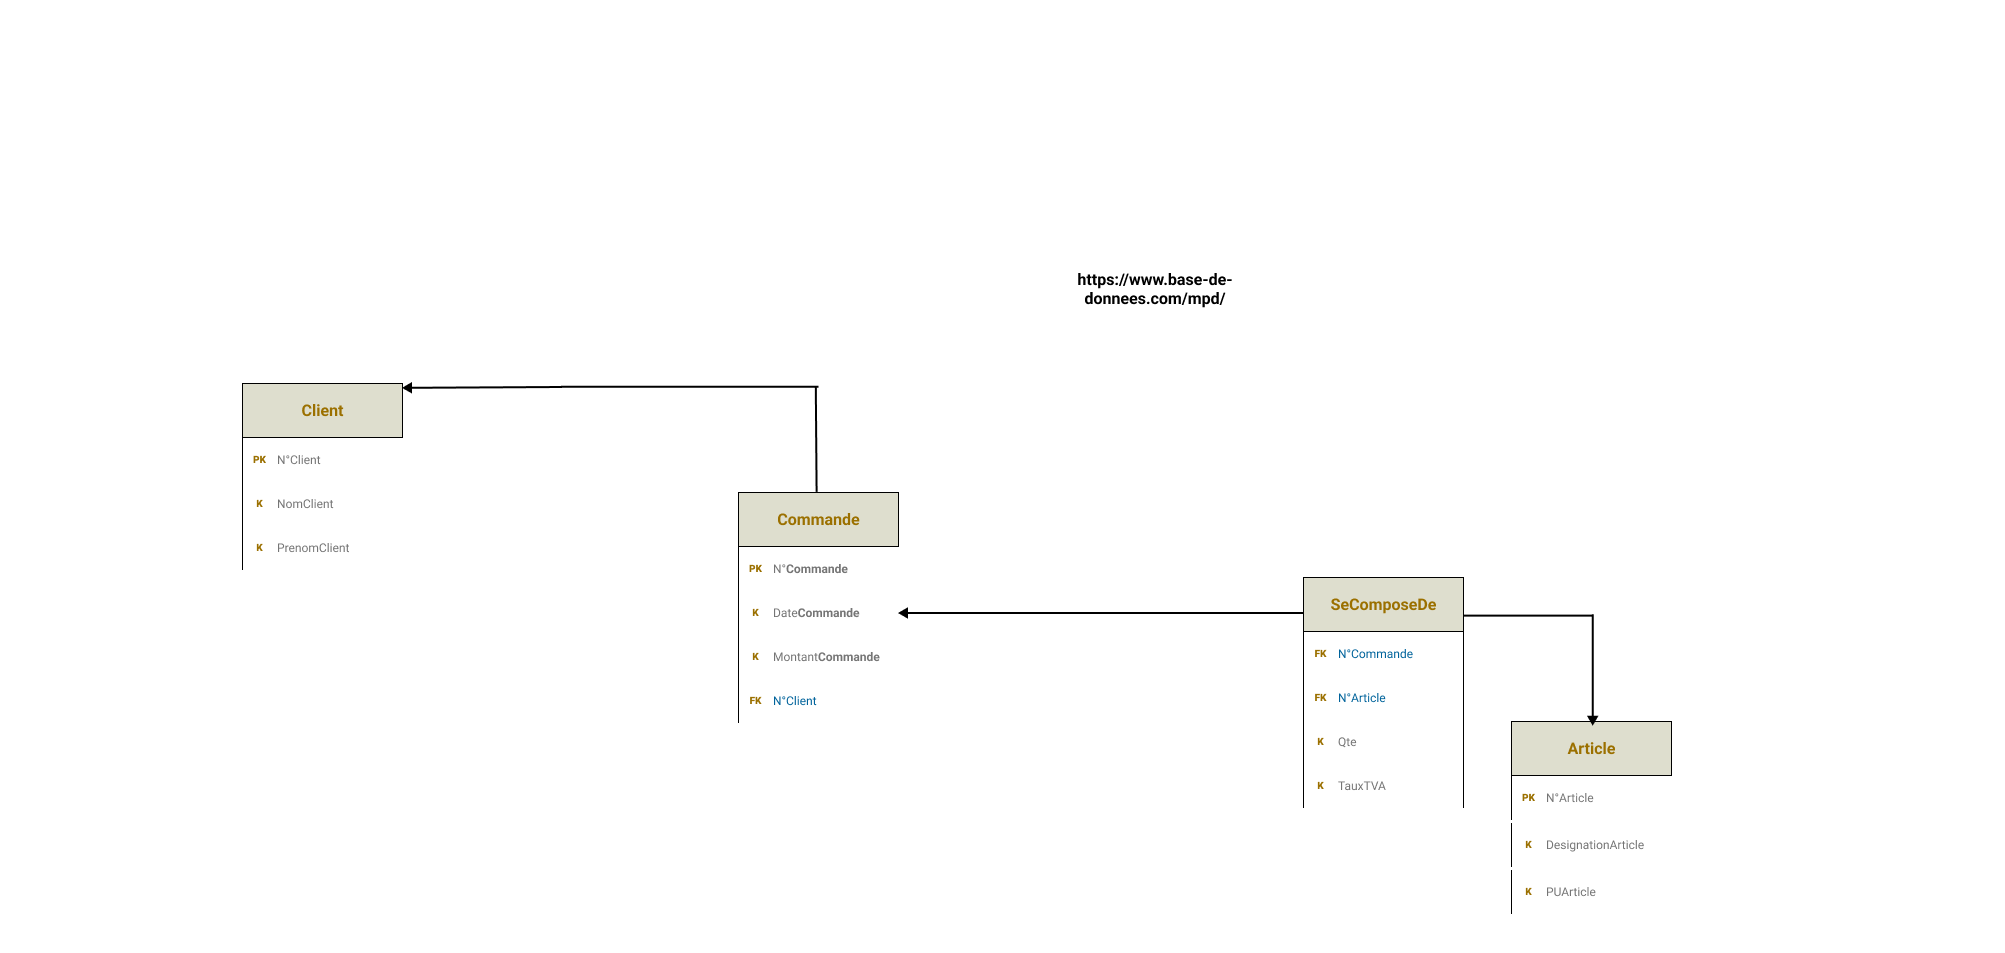 https://www.base-de-
donnees.com/mpd/
Client
PK N°Client
K NomClient
K PrenomClient
Commande
PK N°Commande
K DateCommande
K MontantCommande
FK N°Client
SeComposeDe
FK N°Commande
FK N°Article
K Qte
K TauxTVA
Article
PK N°Article
K DesignationArticle
K PUArticle